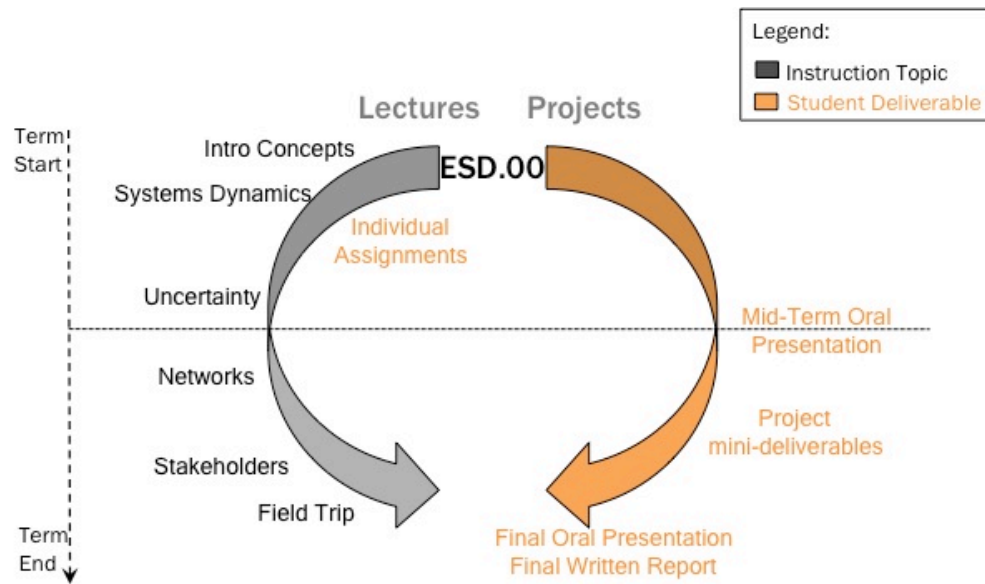 Legend:
Instruction Topic
Student Deliverable
Lectures
Projects
Term
Start
Intro Concepts
ESD.00
Systems Dynamics
Individual
Assignments
Uncertainty
Mid-Term Oral
Presentation
Networks
Project
mini-deliverables
Stakeholders
Field Trip
Term
End
Final Oral Presentation
Final Written Report